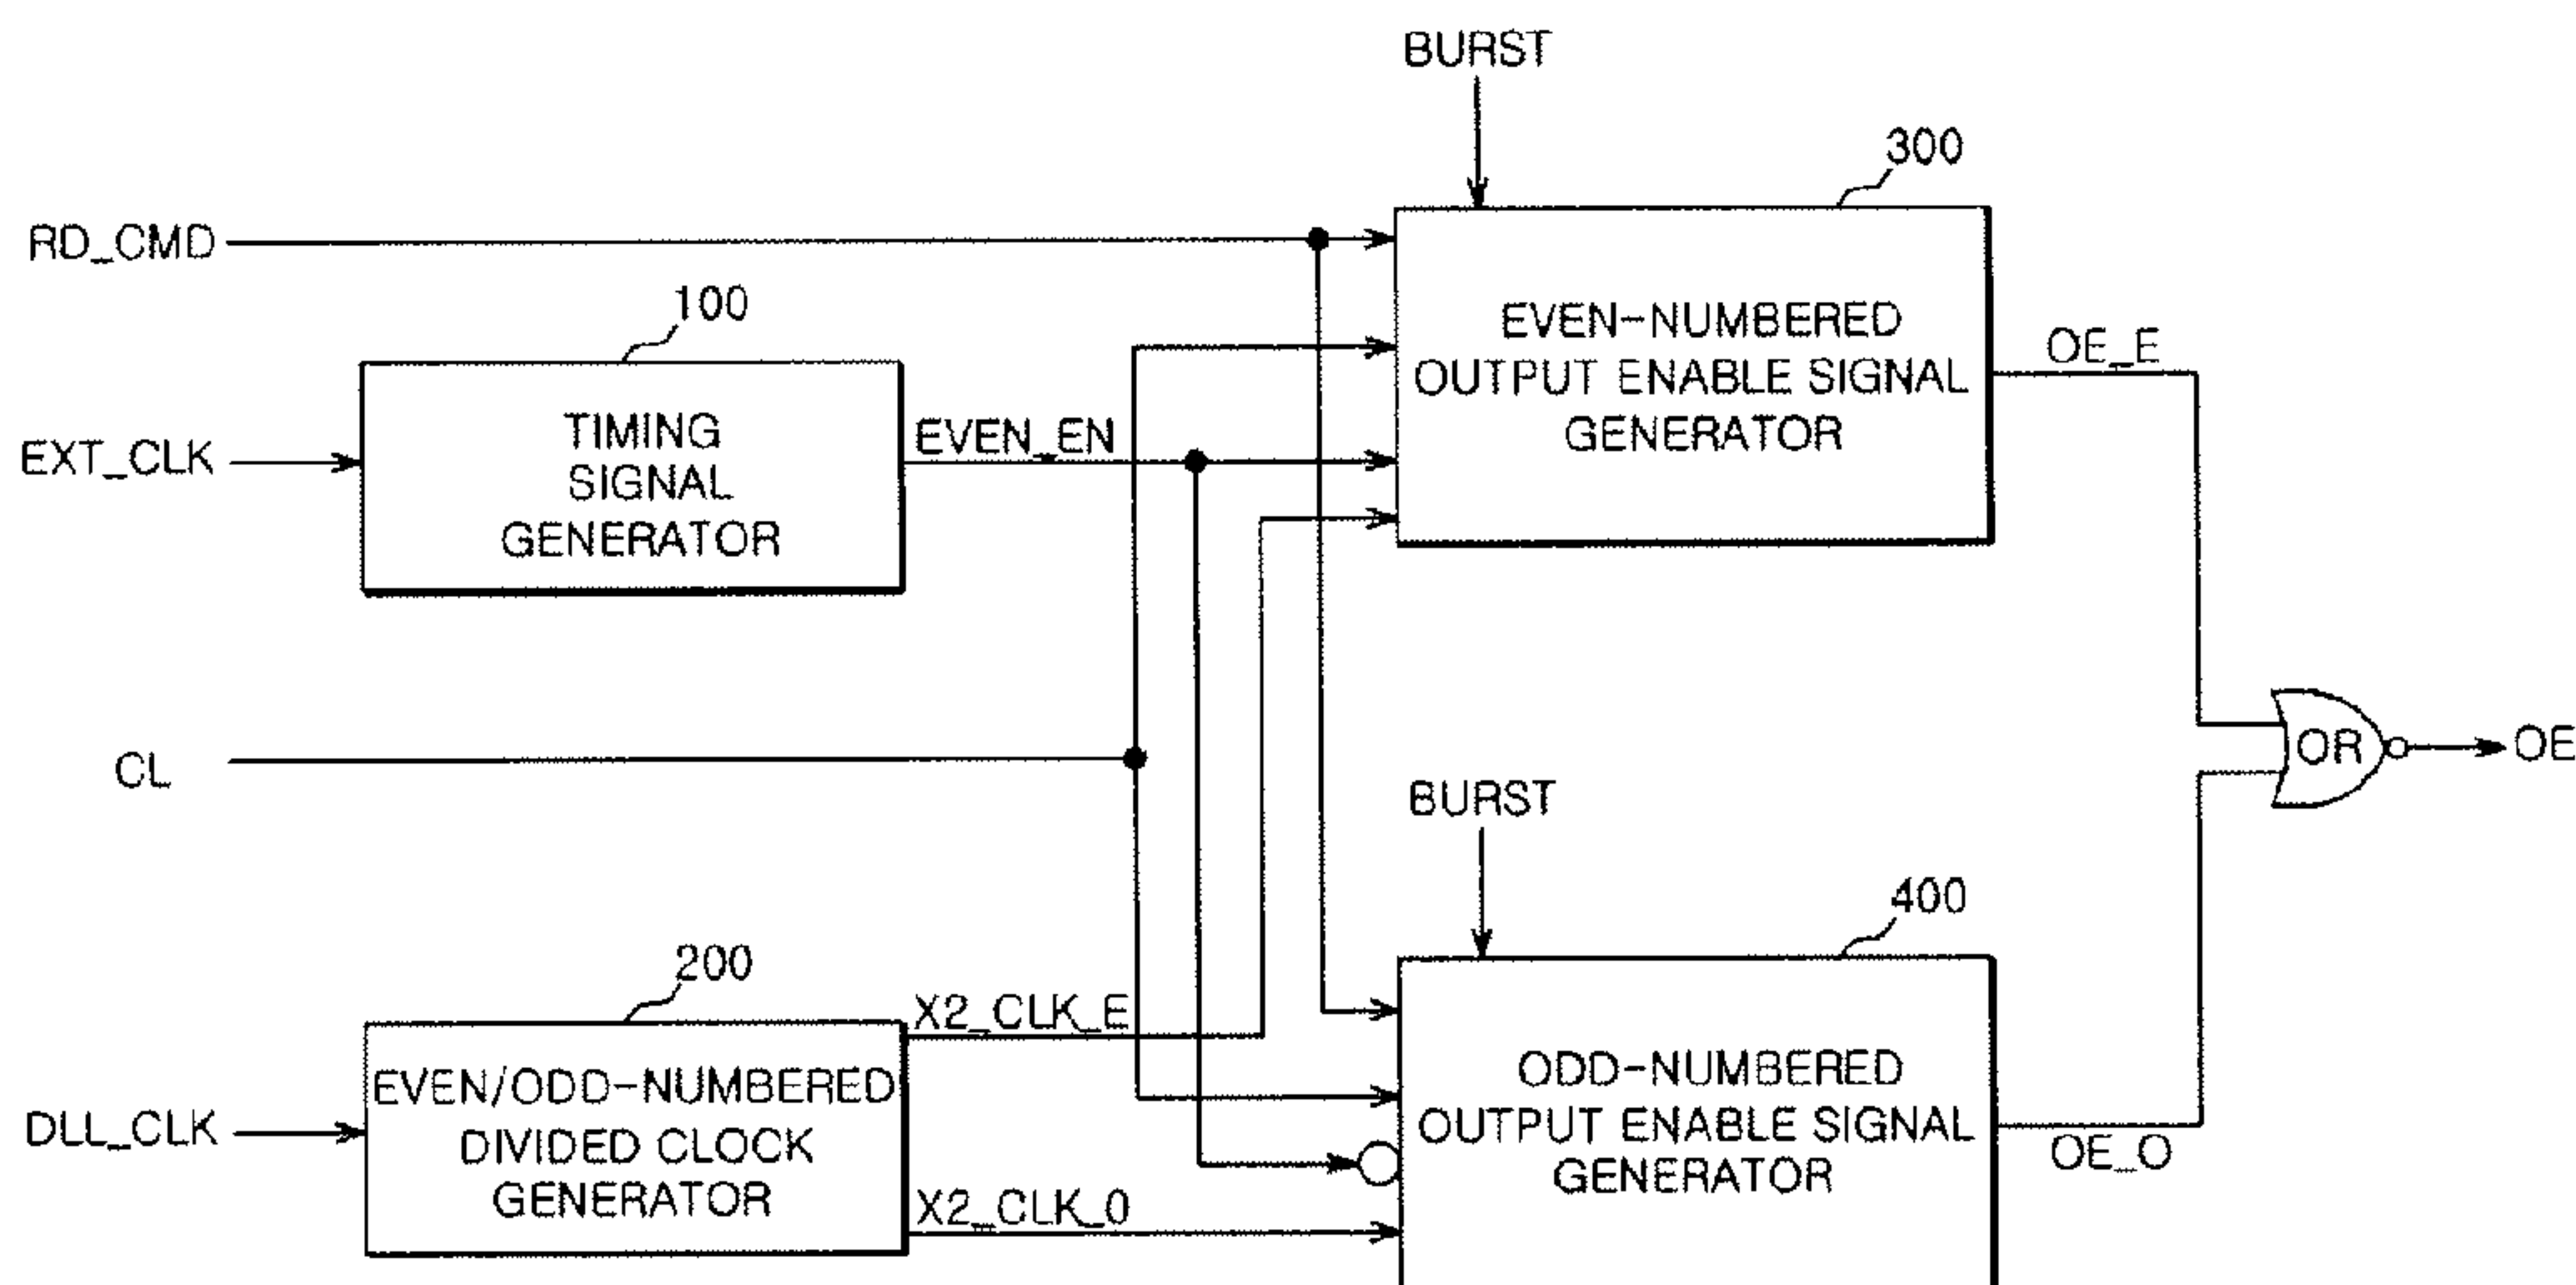 BURST
300
RD_CMD
100
EVEN-NUMBERED
OUTPUT ENABLE SIGNAL
GENERATOR
OE_E
TIMING
SIGNAL
GENERATOR
EVEN_EN
EXT_CLK
OR
OE
CL
BURST
400
200
X2_CLK_E
EVEN/ODD-NUMBERED
DIVIDED CLOCK
GENERATOR
DLL_CLK
ODD-NUMBERED
OUTPUT ENABLE SIGNAL
GENERATOR
OE_O
X2_CLK_0